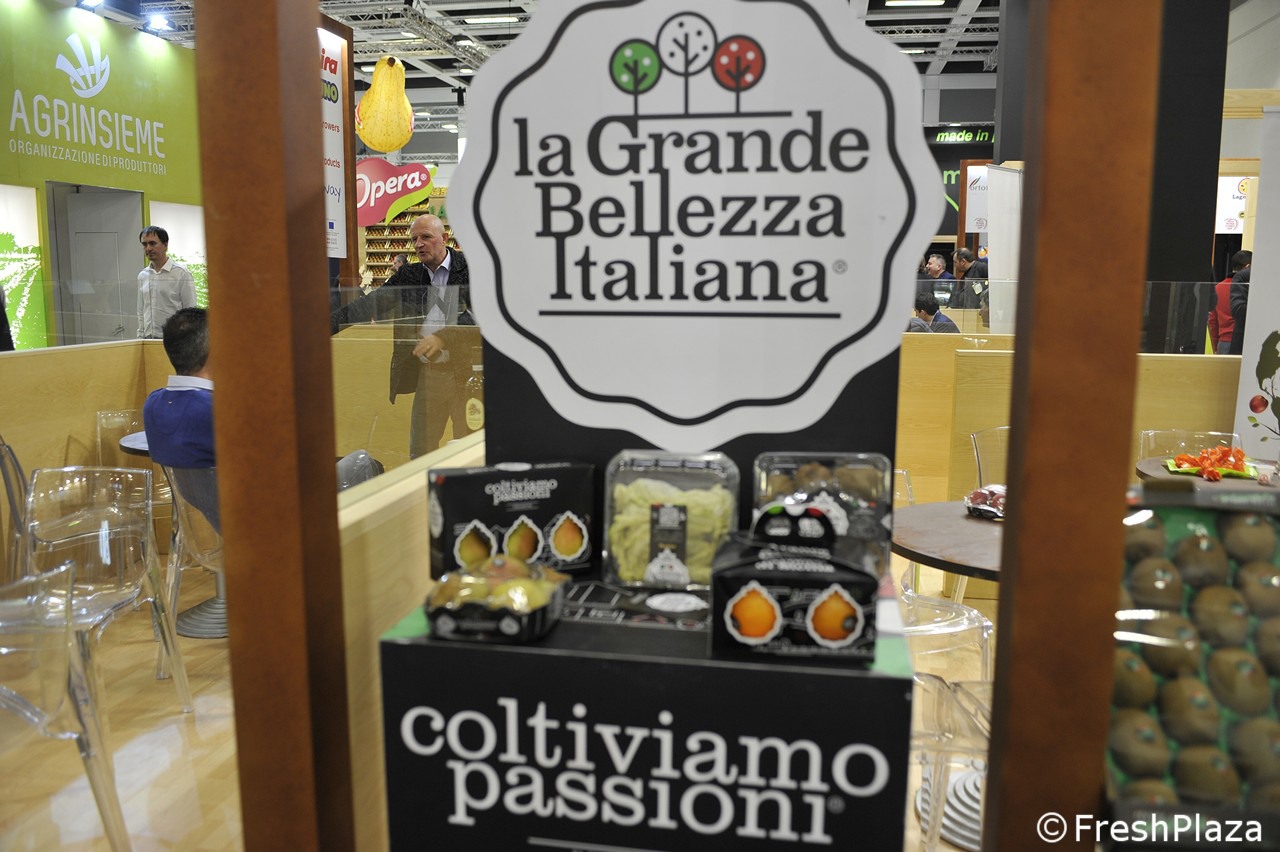 AGRINSIEME
ORGANIZZAZIONE DI PRODUTTORI
Opera®
made in
la Grande
Bellezza
Italiana®
coltiviamo
passioni
coltiviamo
passioni®
© FreshPlaza